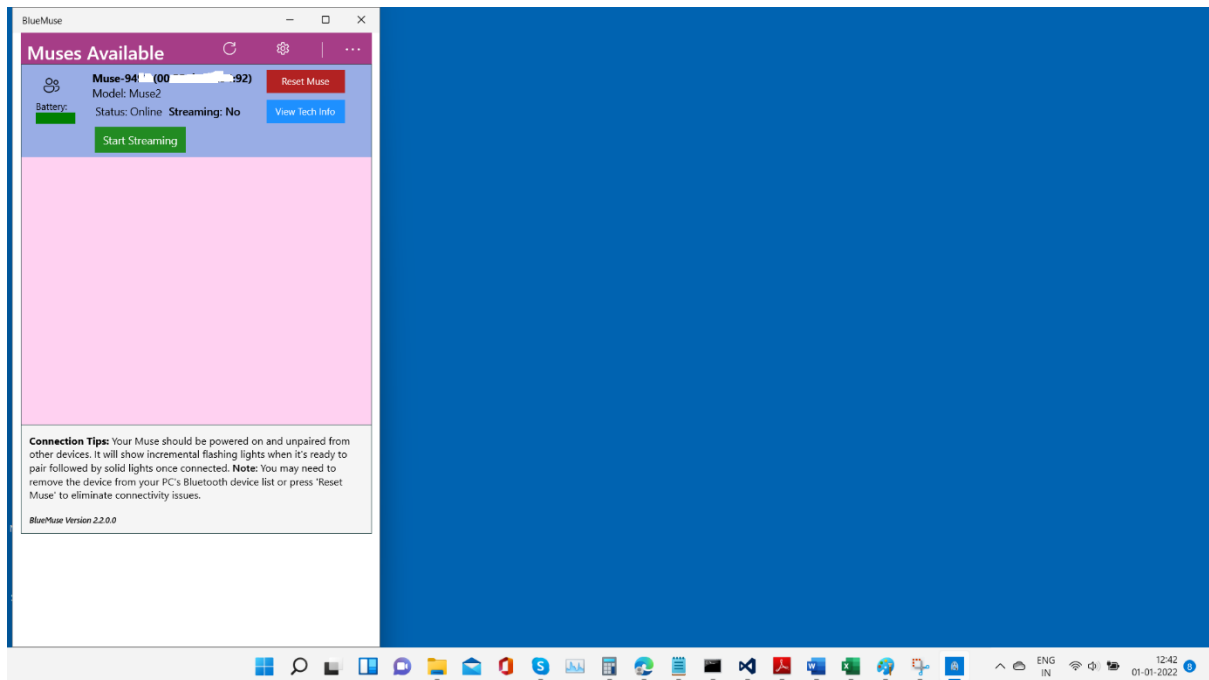 BlueMuse
Muses Available
Muse-94 (00 :92)
Reset Muse
Model: Muse2
Battery:
Status: Online Streaming: No
View Tech Info
Start Streaming
Connection Tips: Your Muse should be powered on and unpaired from
other devices. It will show incremental flashing lights when it's ready to
pair followed by solid lights once connected. Note: You may need to
remove the device from your PC's Bluetooth device list or press 'Reset
Muse' to eliminate connectivity issues.
BlueMuse Version 2.2.0.0
ENG
IN
12:42
01-01-2022
8